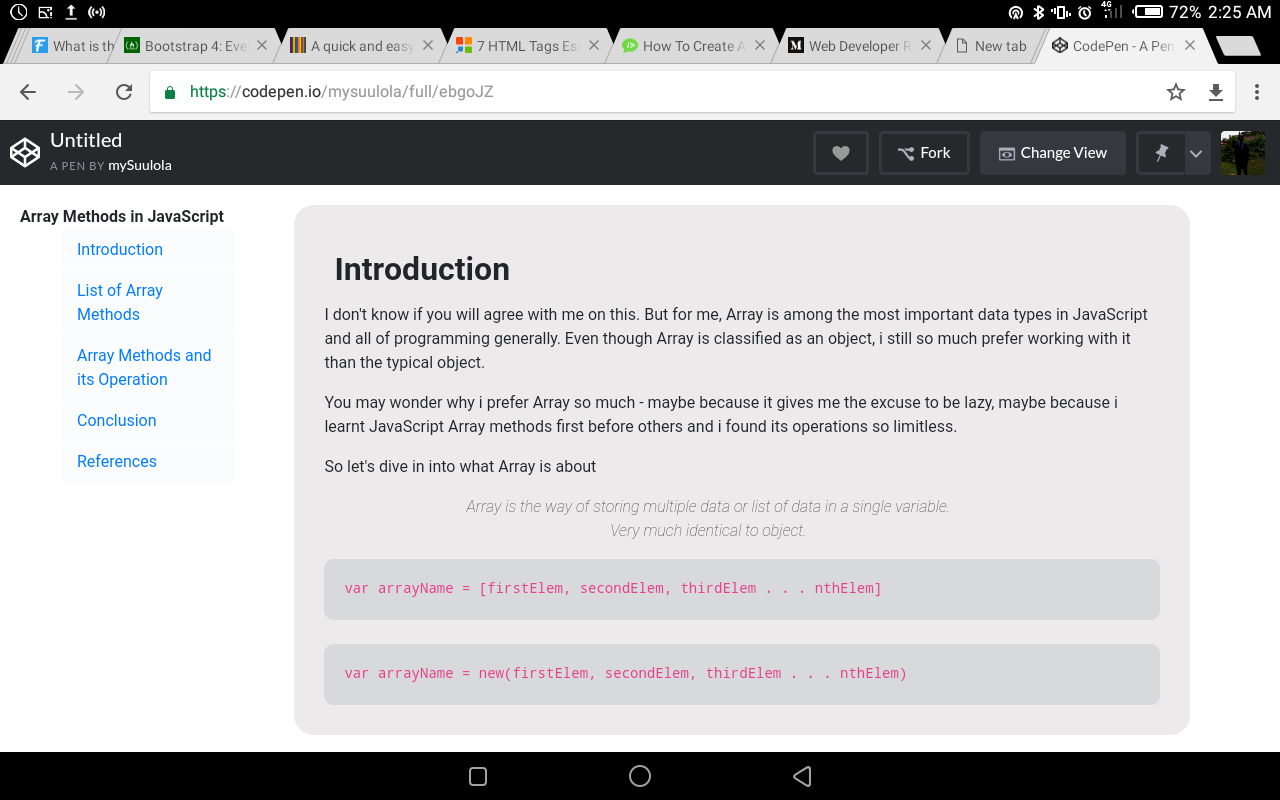 4G 72% 2:25 AM
What is th
Bootstrap 4: Eve
A quick and easy
7 HTML Tags Ess
How To Create A
Web Developer R
New tab
CodePen - A Pen
https://codepen.io/mysuulola/full/ebgoJZ
Untitled
A PEN BY mySuulola
Fork
Change View
Array Methods in JavaScript
Introduction
List of Array
Methods
Array Methods and
its Operation
Conclusion
References
Introduction
I don't know if you will agree with me on this. But for me, Array is among the most important data types in JavaScript
and all of programming generally. Even though Array is classified as an object, i still so much prefer working with it
than the typical object.
You may wonder why i prefer Array so much - maybe because it gives me the excuse to be lazy, maybe because i
learnt JavaScript Array methods first before others and i found its operations so limitless.
So let's dive in into what Array is about
Array is the way of storing multiple data or list of data in a single variable.
Very much identical to object.
var arrayName = [firstElem, secondElem, thirdElem . . . nthElem]
var arrayName = new(firstElem, secondElem, thirdElem . . . nthElem)